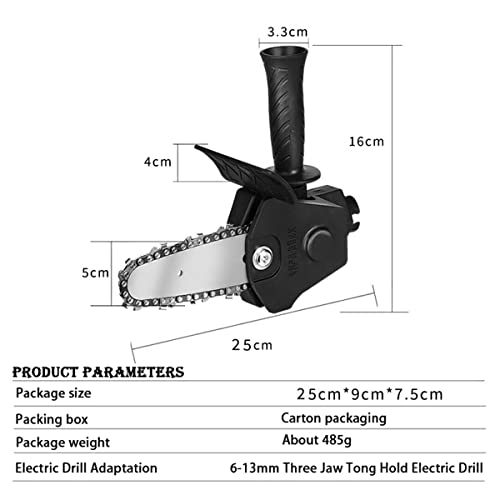 3.3cm
16cm
4cm
5cm
25cm
PRODUCT PARAMETERS
Package size 25cm*9cm*7.5cm
Packing box Carton packaging
Package weight About 485g
Electric Drill Adaptation 6-13mm Three Jaw Tong Hold Electric Drill